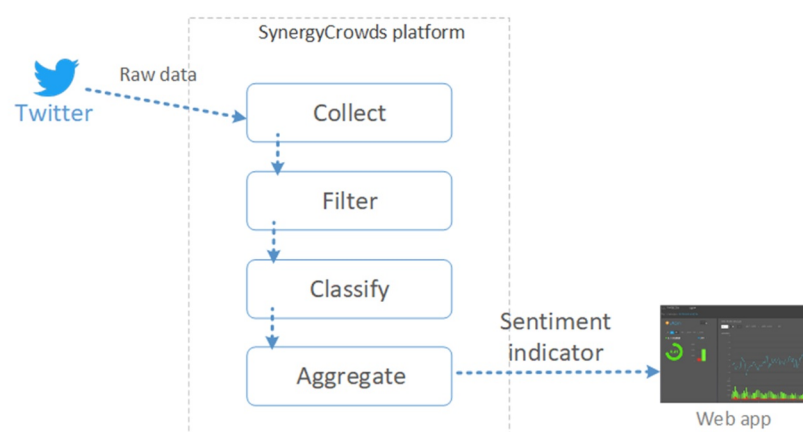 SynergyCrowds platform
Raw data
Twitter
Collect
Filter
Classify
Sentiment
indicator
Aggregate
Web app